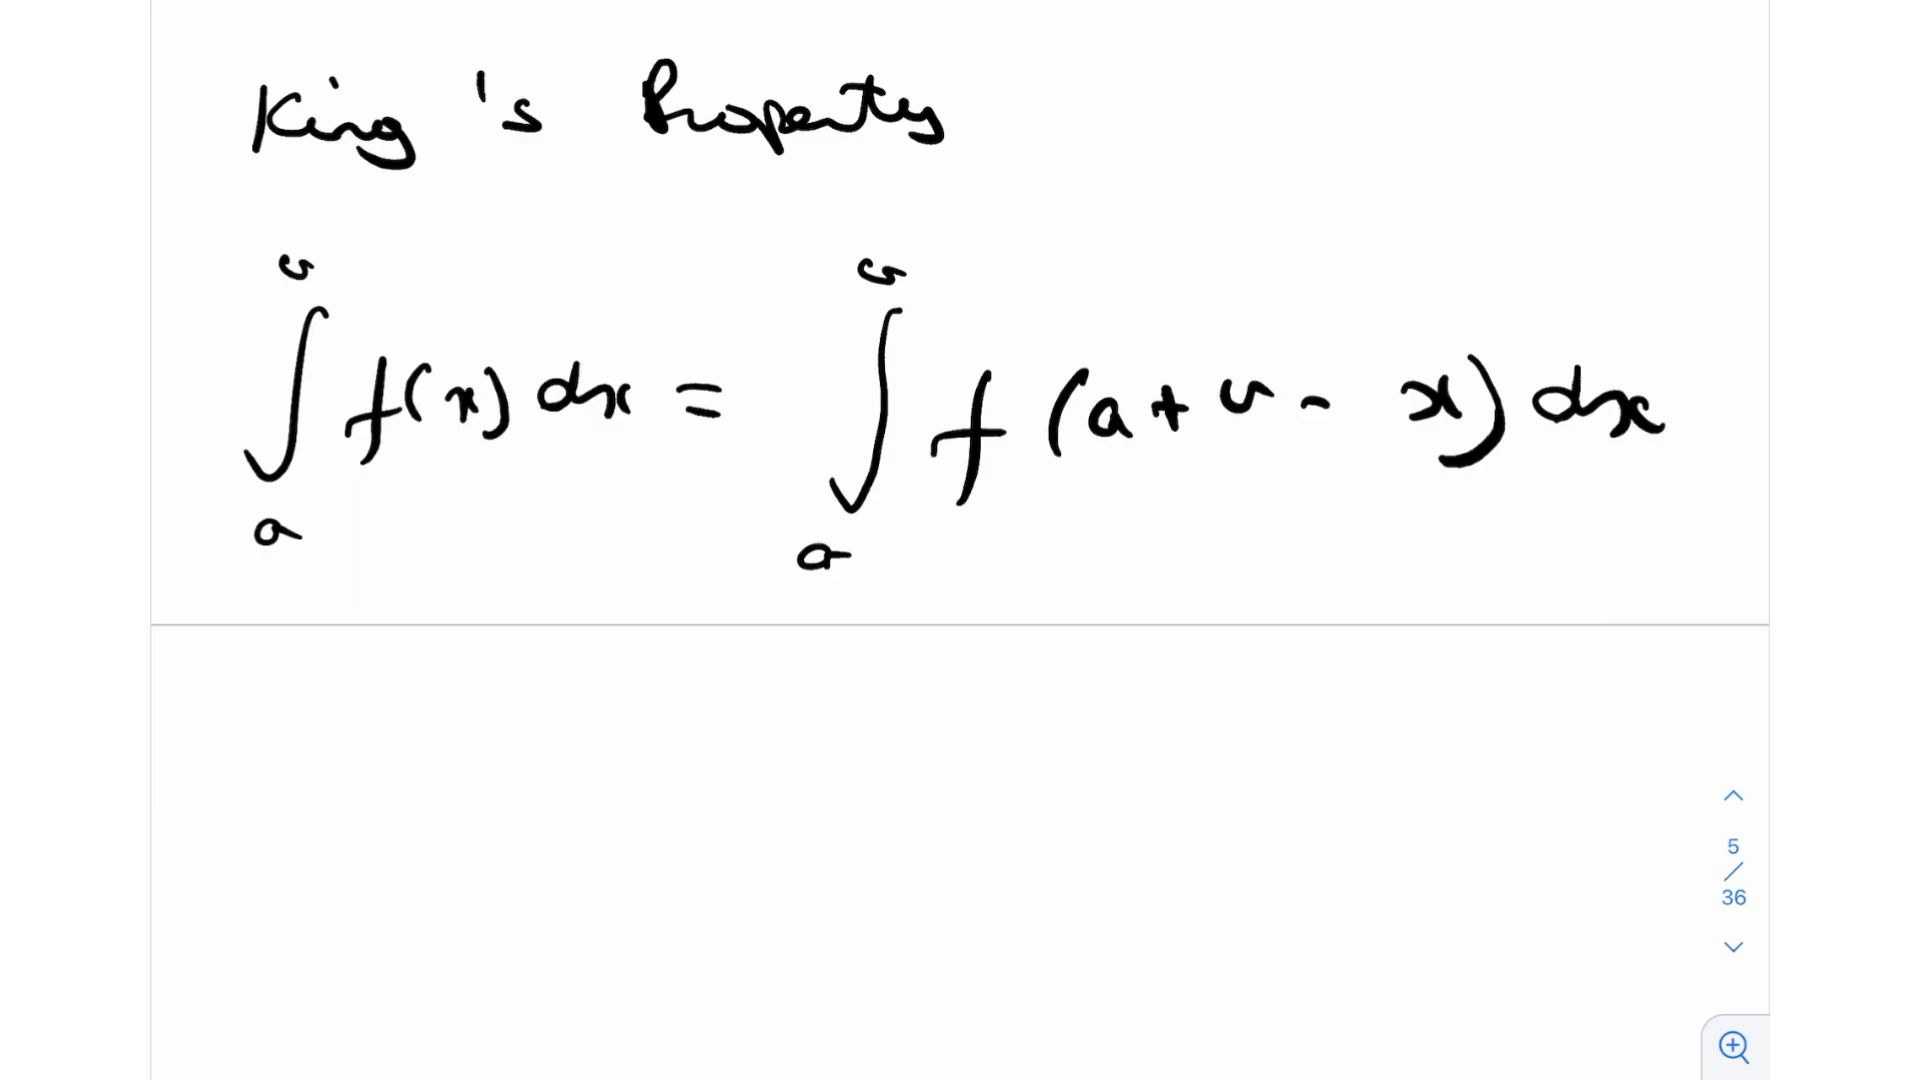 King's Property
∫ₐᵇ f(x) dx = ∫ₐᵇ f(a+b-x) dx
5
/
36